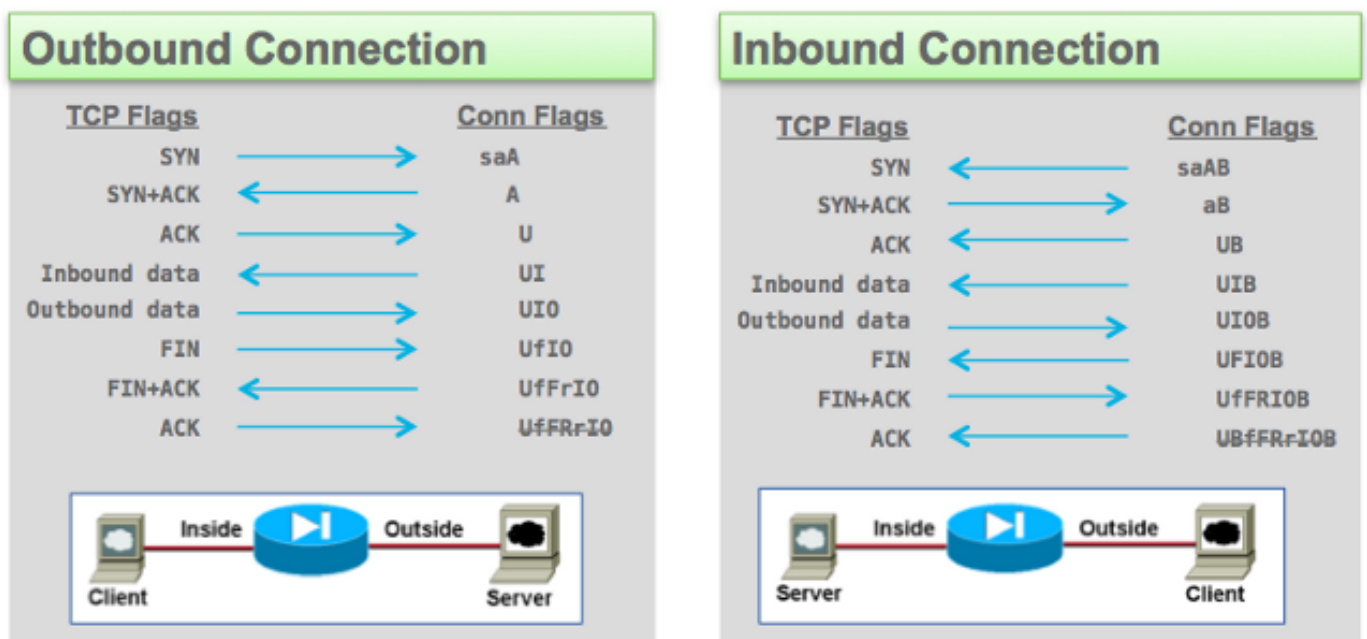 Outbound Connection
TCP Flags Conn Flags
SYN saA
SYN+ACK A
ACK U
Inbound data UI
Outbound data UIO
FIN UfIO
FIN+ACK UfFrIO
ACK UfFRrIO
Inside Outside
Client Server
Inbound Connection
TCP Flags Conn Flags
SYN saAB
SYN+ACK aB
ACK UB
Inbound data UIB
Outbound data UIOB
FIN UFIOB
FIN+ACK UfFRIOB
ACK UBfFRrIOB
Inside Outside
Server Client